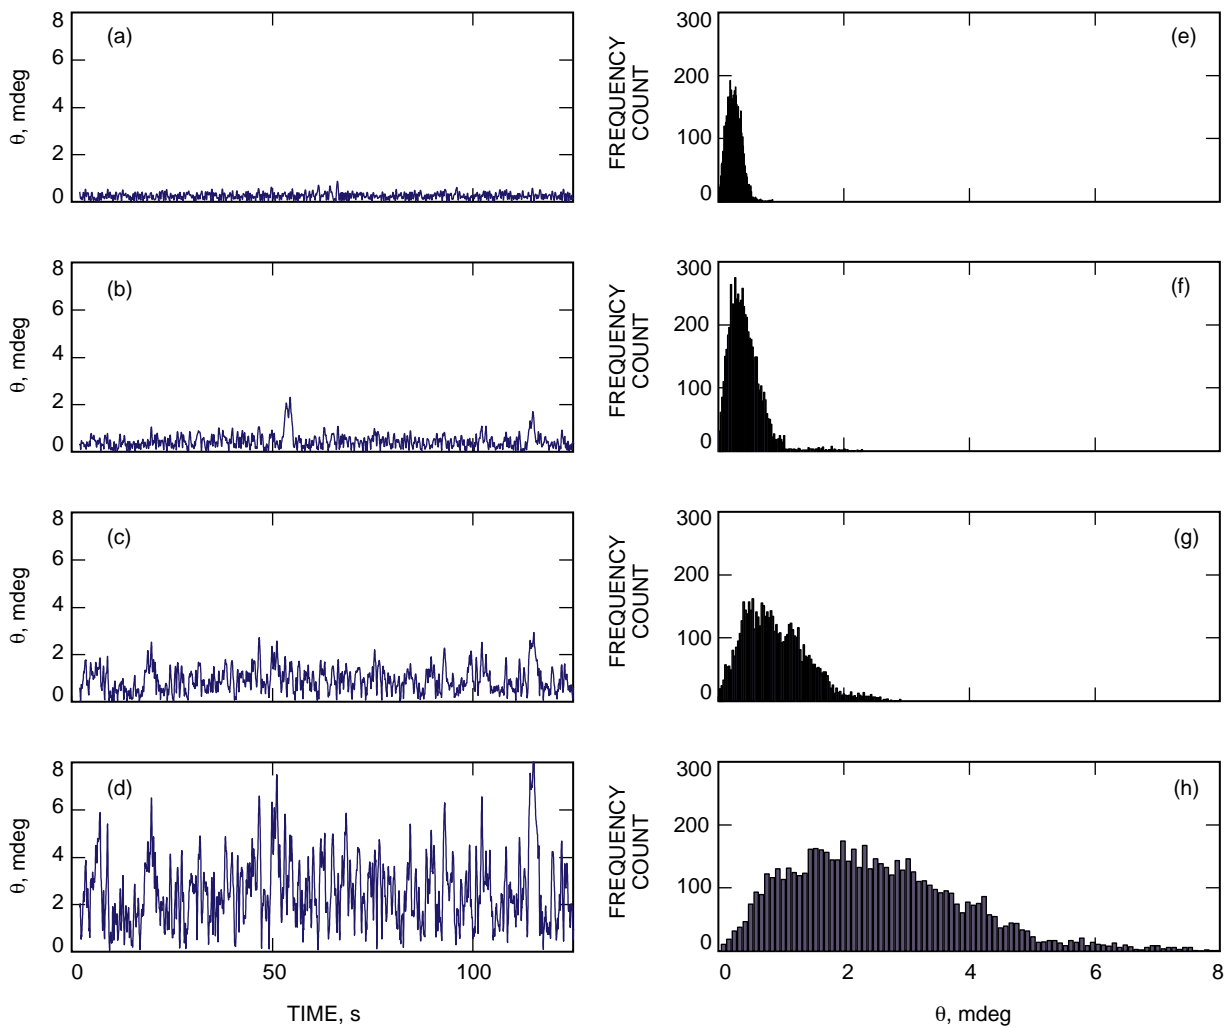 (a)
8
6
4
2
0
θ, mdeg
(e)
300
200
100
0
FREQUENCY
COUNT
(b)
8
6
4
2
0
θ, mdeg
(f)
300
200
100
0
FREQUENCY
COUNT
(c)
8
6
4
2
0
θ, mdeg
(g)
300
200
100
0
FREQUENCY
COUNT
(d)
8
6
4
2
0
θ, mdeg
0 50 100
TIME, s
(h)
300
200
100
0
FREQUENCY
COUNT
0 2 4 6 8
θ, mdeg